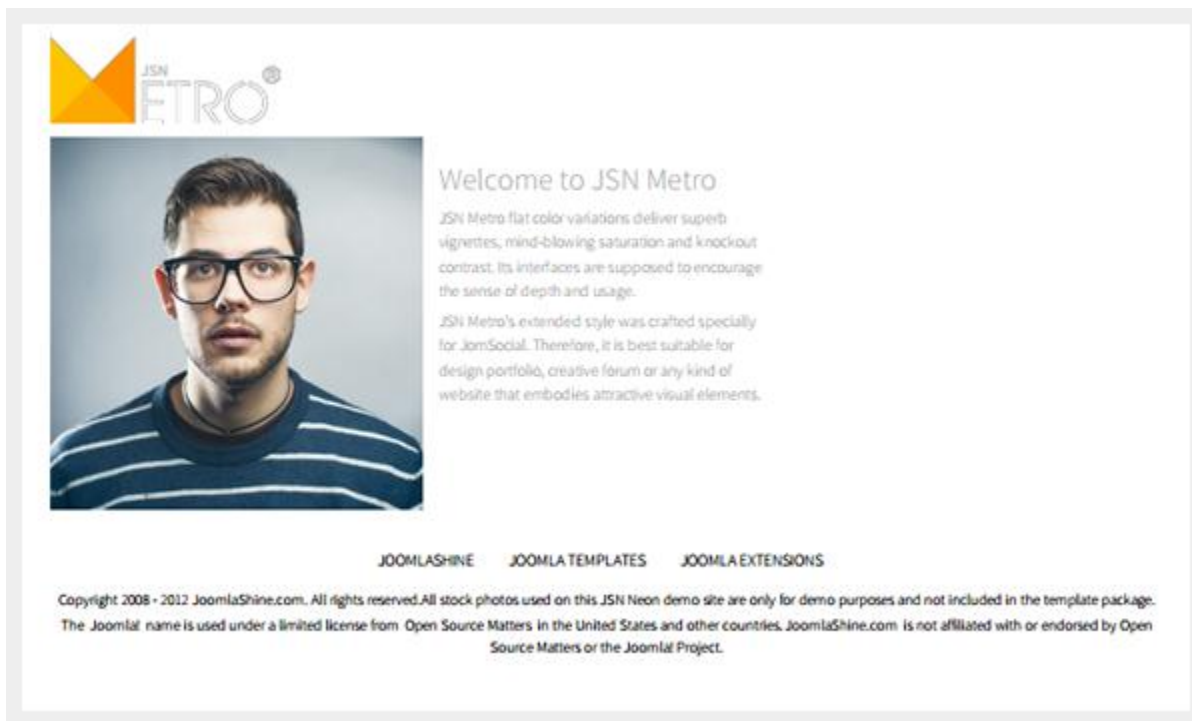 JSN
METRO®
Welcome to JSN Metro
JSN Metro flat color variations deliver superb
vignettes, mind-blowing saturation and knockout
contrast. Its interfaces are supposed to encourage
the sense of depth and usage.
JSN Metro's extended style was crafted specially
for JomSocial. Therefore, it is best suitable for
design portfolio, creative forum or any kind of
website that embodies attractive visual elements.
JOOMLASHINE JOOMLA TEMPLATES JOOMLA EXTENSIONS
Copyright 2008 - 2012 JoomlaShine.com. All rights reserved.All stock photos used on this JSN Neon demo site are only for demo purposes and not included in the template package.
The Joomla! name is used under a limited license from Open Source Matters in the United States and other countries. JoomlaShine.com is not affiliated with or endorsed by Open
Source Matters or the Joomla! Project.